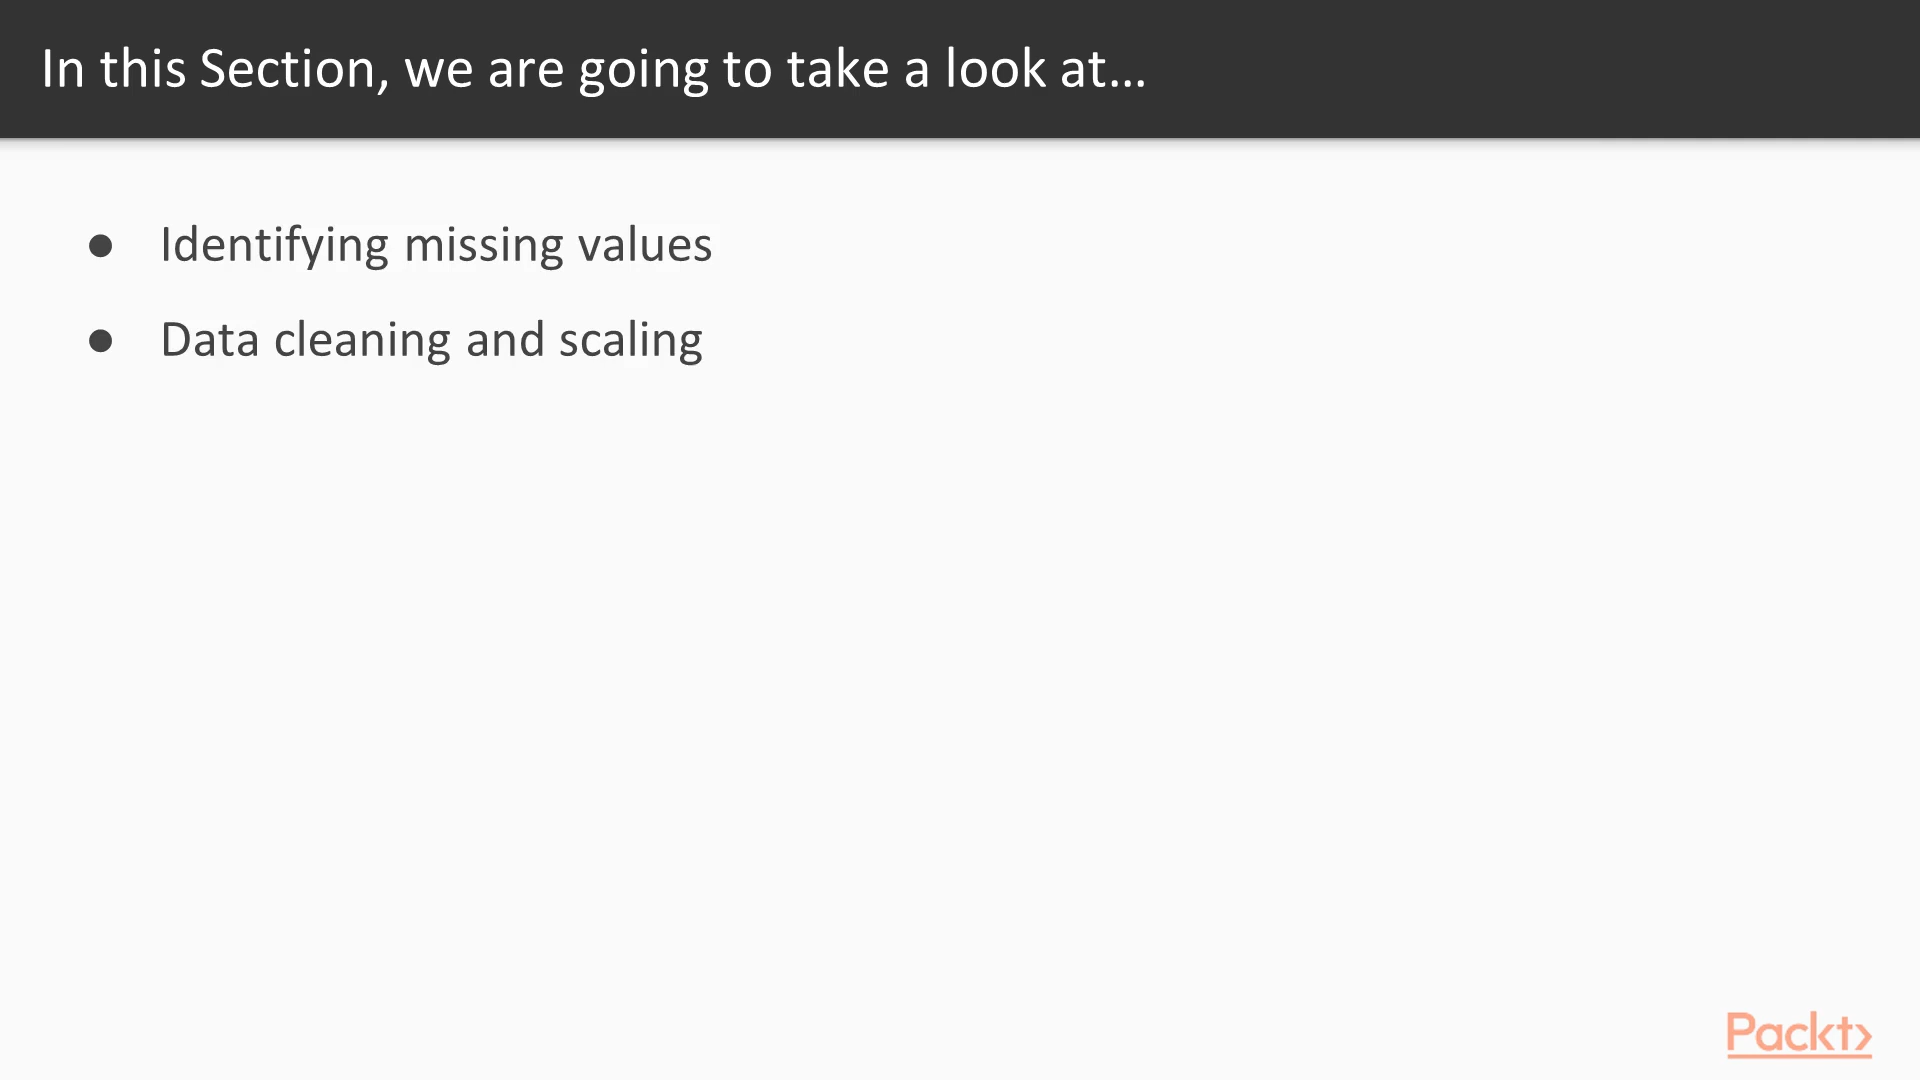 In this Section, we are going to take a look at...
● Identifying missing values
● Data cleaning and scaling
Packt>